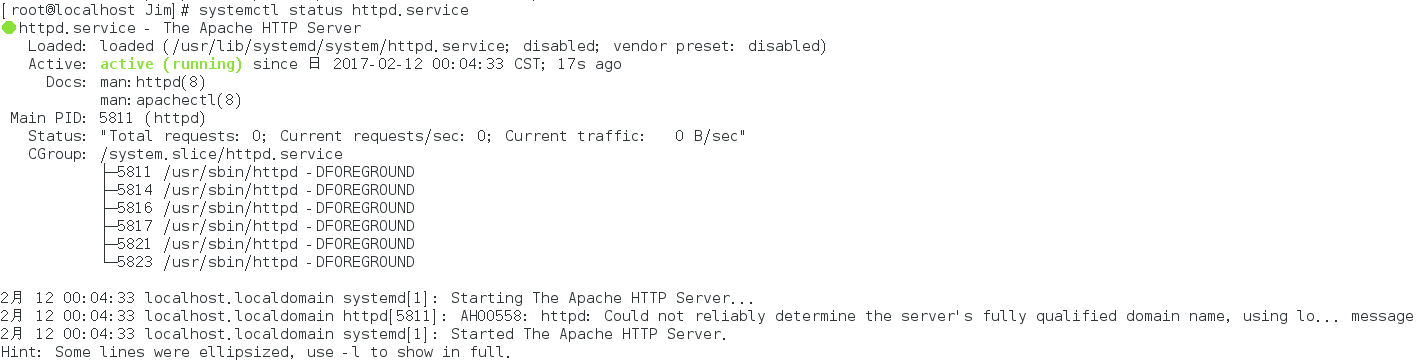 [root@localhost Jim]# systemctl status httpd.service
●httpd.service - The Apache HTTP Server
   Loaded: loaded (/usr/lib/systemd/system/httpd.service; disabled; vendor preset: disabled)
   Active: active (running) since 日 2017-02-12 00:04:33 CST; 17s ago
     Docs: man:httpd(8)
           man:apachectl(8)
 Main PID: 5811 (httpd)
   Status: "Total requests: 0; Current requests/sec: 0; Current traffic:   0 B/sec"
   CGroup: /system.slice/httpd.service
           ├─5811 /usr/sbin/httpd -DFOREGROUND
           ├─5814 /usr/sbin/httpd -DFOREGROUND
           ├─5816 /usr/sbin/httpd -DFOREGROUND
           ├─5817 /usr/sbin/httpd -DFOREGROUND
           ├─5821 /usr/sbin/httpd -DFOREGROUND
           └─5823 /usr/sbin/httpd -DFOREGROUND

2月 12 00:04:33 localhost.localdomain systemd[1]: Starting The Apache HTTP Server...
2月 12 00:04:33 localhost.localdomain httpd[5811]: AH00558: httpd: Could not reliably determine the server's fully qualified domain name, using lo... message
2月 12 00:04:33 localhost.localdomain systemd[1]: Started The Apache HTTP Server.
Hint: Some lines were ellipsized, use -l to show in full.